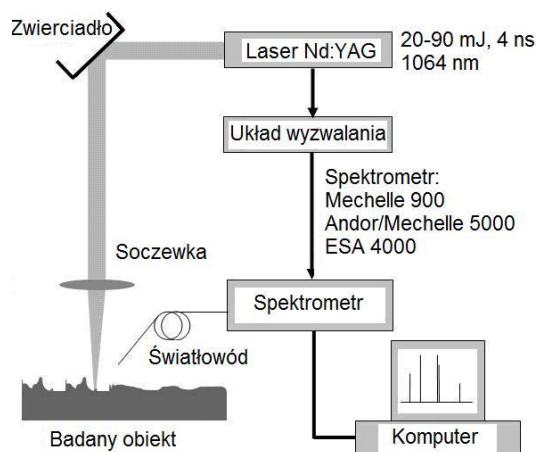 Zwierciadło
Laser Nd:YAG
20-90 mJ, 4 ns
1064 nm
Układ wyzwalania
Spektrometr:
Mechelle 900
Andor/Mechelle 5000
ESA 4000
Soczewka
Spektrometr
Światłowód
Badany obiekt
Komputer